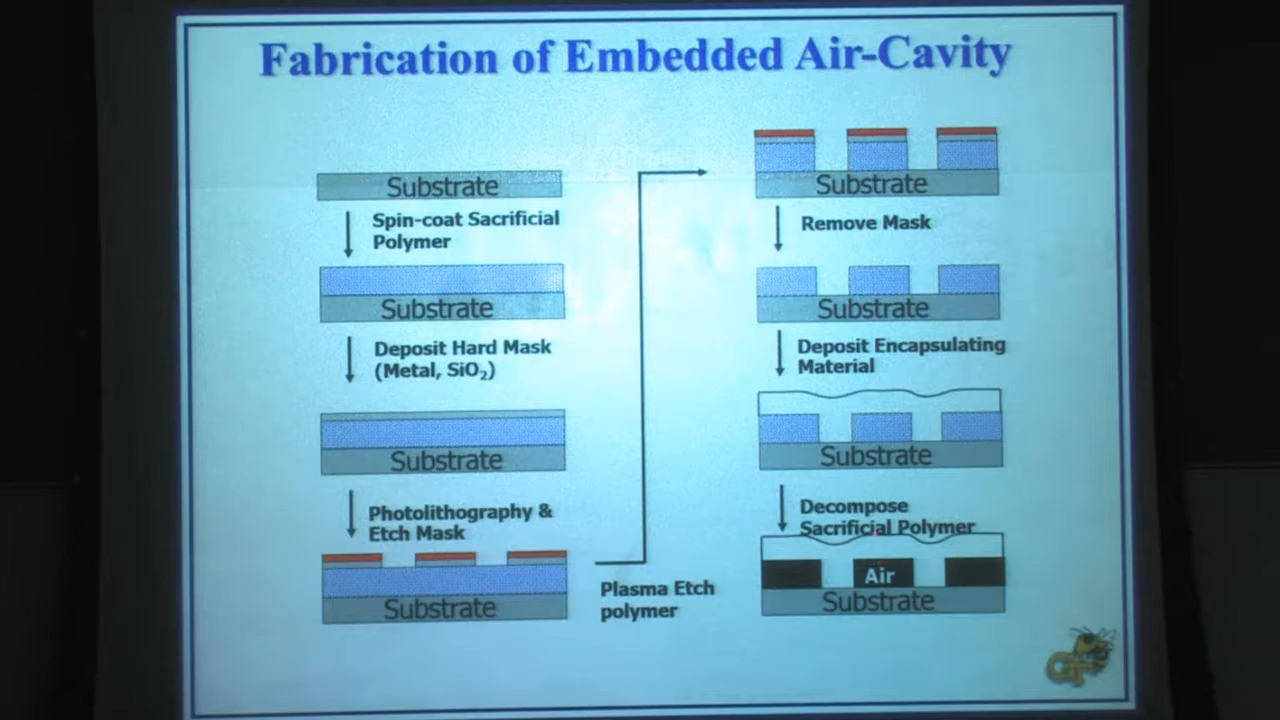 Fabrication of Embedded Air-Cavity
Substrate
Spin-coat Sacrificial
Polymer
Substrate
Deposit Hard Mask
(Metal, SiO₂)
Substrate
Photolithography &
Etch Mask
Substrate
Plasma Etch
polymer
Substrate
Remove Mask
Substrate
Deposit Encapsulating
Material
Substrate
Decompose
Sacrificial Polymer
Air
Substrate
GT